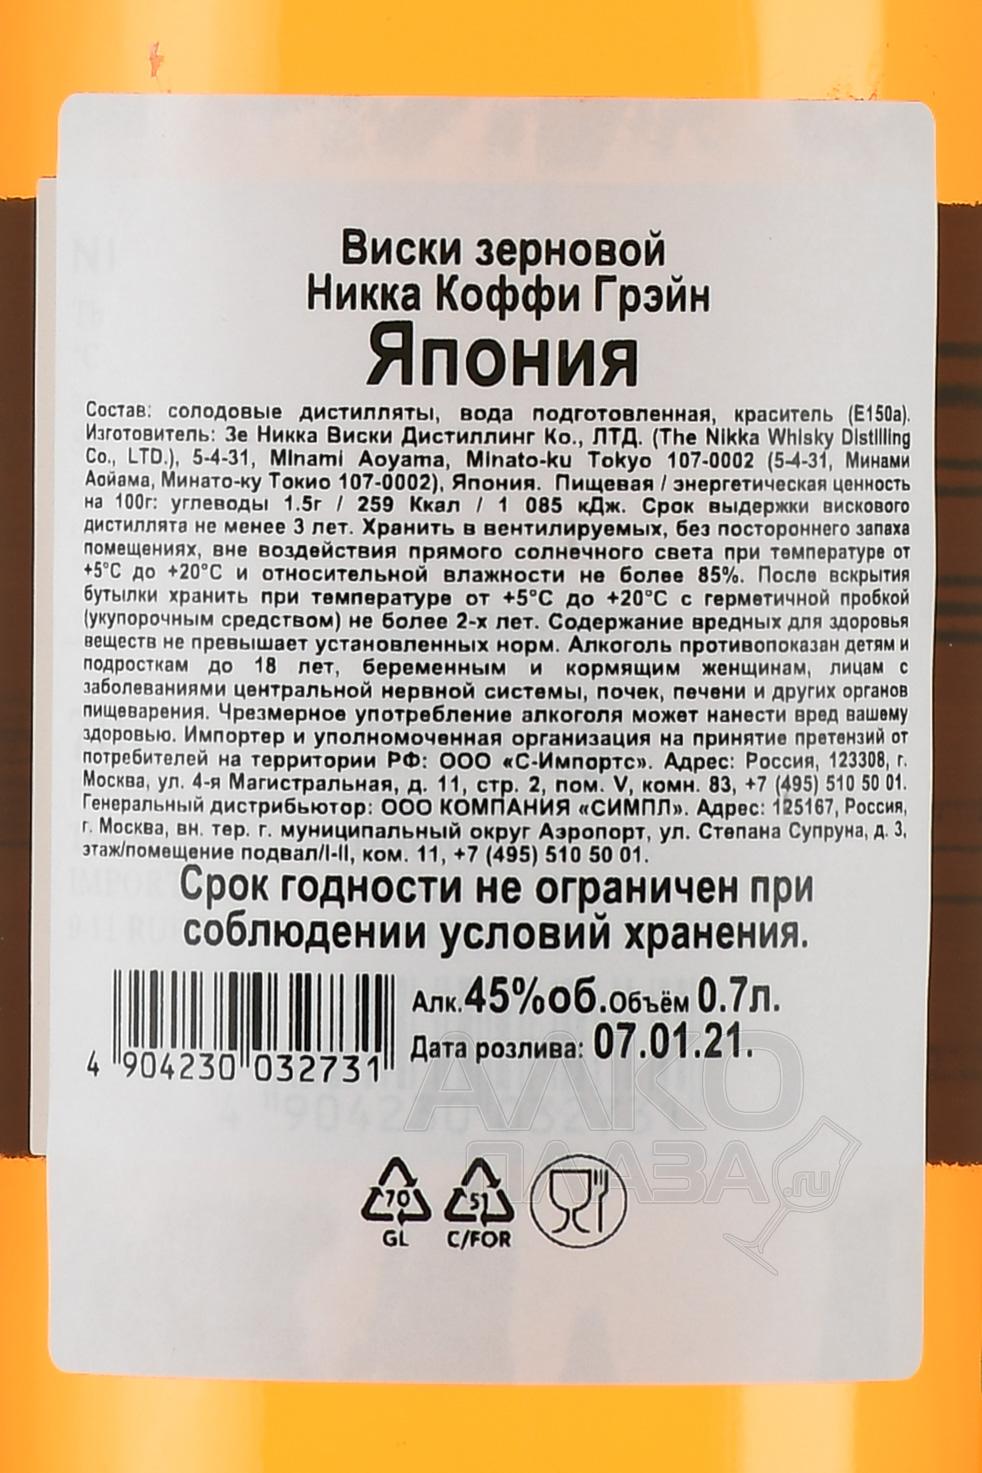 Виски зерновой
Никка Коффи Грэйн
Япония
Состав: солодовые дистилляты, вода подготовленная, краситель (E150a).
Изготовитель: Зе Никка Виски Дистиллинг Ко., ЛТД. (The Nikka Whisky Distilling
Co., LTD.), 5-4-31, Minami Aoyama, Minato-ku Tokyo 107-0002 (5-4-31, Минами
Аойама, Минато-ку Токио 107-0002), Япония. Пищевая / энергетическая ценность
на 100г: углеводы 1.5г / 259 Ккал / 1 085 кДж. Срок выдержки вискового
дистиллята не менее 3 лет. Хранить в вентилируемых, без постороннего запаха
помещениях, вне воздействия прямого солнечного света при температуре от
+5°C до +20°C и относительной влажности не более 85%. После вскрытия
бутылки хранить при температуре от +5°C до +20°C с герметичной пробкой
(укупорочным средством) не более 2-х лет. Содержание вредных для здоровья
веществ не превышает установленных норм. Алкоголь противопоказан детям и
подросткам до 18 лет, беременным и кормящим женщинам, лицам с
заболеваниями центральной нервной системы, почек, печени и других органов
пищеварения. Чрезмерное употребление алкоголя может нанести вред вашему
здоровью. Импортер и уполномоченная организация на принятие претензий от
потребителей на территории РФ: ООО «С-Импортс». Адрес: Россия, 123308, г.
Москва, ул. 4-я Магистральная, д. 11, стр. 2, пом. V, комн. 83, +7 (495) 510 50 01.
Генеральный дистрибьютор: ООО КОМПАНИЯ «СИМПЛ». Адрес: 125167, Россия,
г. Москва, вн. тер. г. муниципальный округ Аэропорт, ул. Степана Супруна, д. 3,
этаж/помещение подвал/I-II, ком. 11, +7 (495) 510 50 01.
Срок годности не ограничен при
соблюдении условий хранения.
Алк.45%об.Объём 0.7л.
Дата розлива: 07.01.21.
4 904230 032731
АЛКО
ПЛАЗА.ru
70 51
GL C/FOR